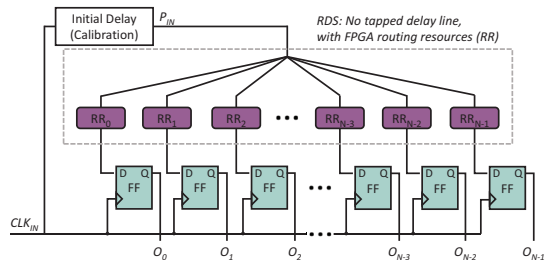 Initial Delay
(Calibration)
P_IN
RDS: No tapped delay line,
with FPGA routing resources (RR)
RR_0 RR_1 RR_2 ••• RR_N-3 RR_N-2 RR_N-1
D Q D Q D Q D Q D Q D Q
FF FF FF ••• FF FF FF
CLK_IN
O_0 O_1 O_2 O_N-3 O_N-2 O_N-1